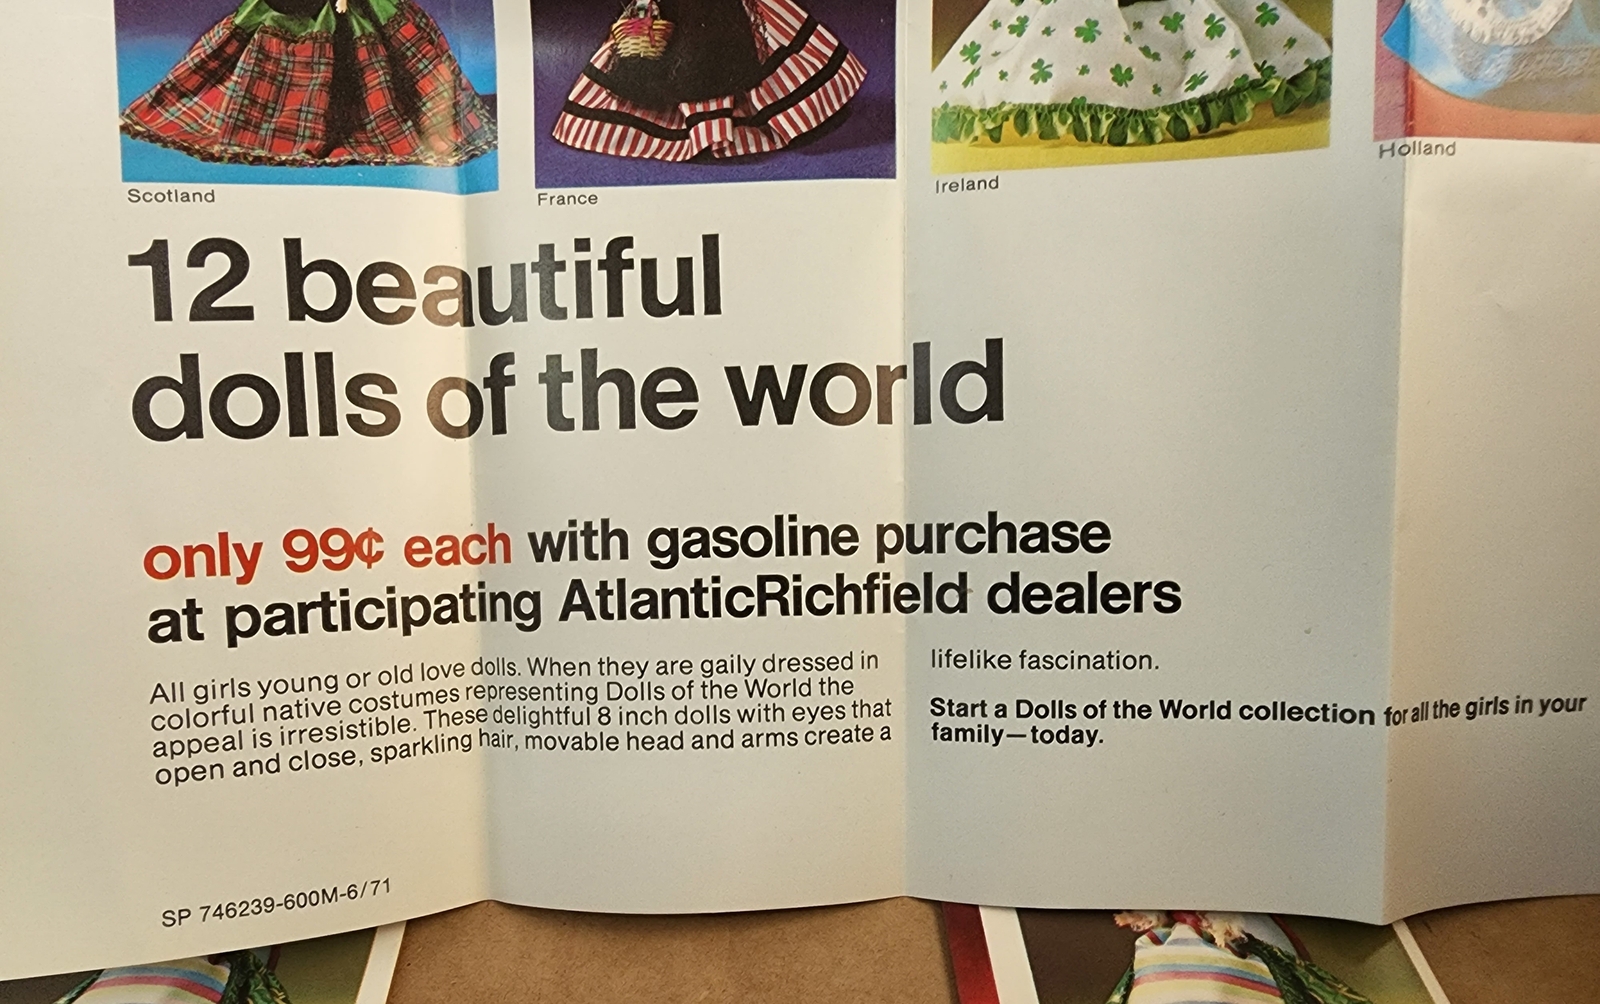 Scotland
France
Ireland
Holland
12 beautiful
dolls of the world
only 99¢ each with gasoline purchase
at participating AtlanticRichfield dealers
All girls young or old love dolls. When they are gaily dressed in
colorful native costumes representing Dolls of the World the
appeal is irresistible. These delightful 8 inch dolls with eyes that
open and close, sparkling hair, movable head and arms create a
lifelike fascination.
Start a Dolls of the World collection for all the girls in your
family—today.
SP 746239-600M-6/71